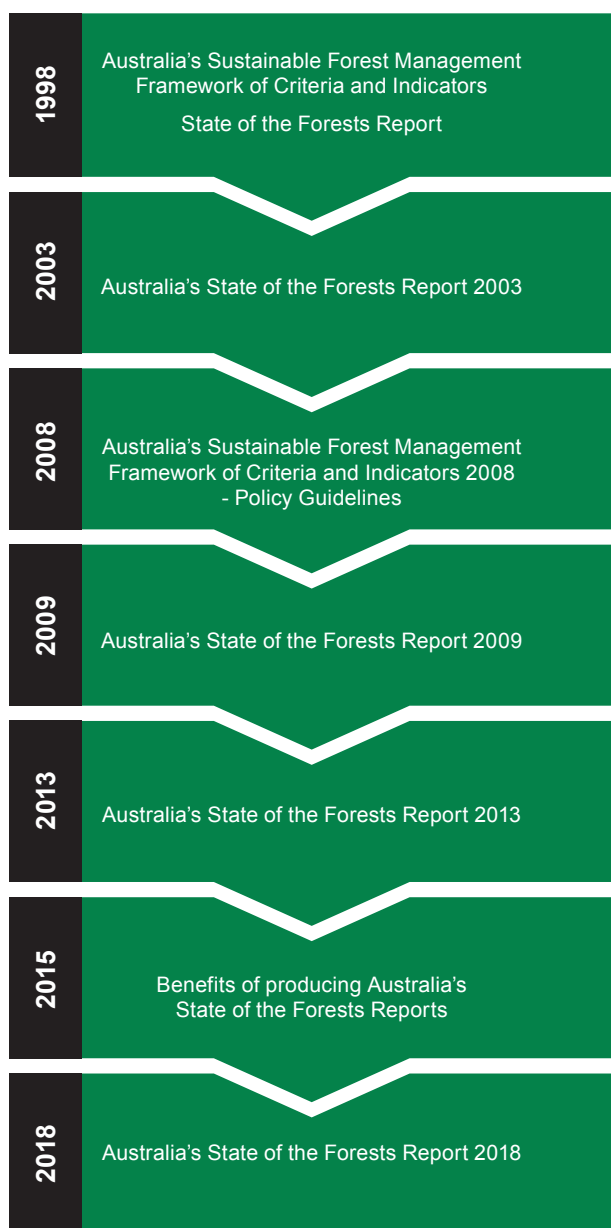 1998
Australia’s Sustainable Forest Management
Framework of Criteria and Indicators
State of the Forests Report
2003
Australia’s State of the Forests Report 2003
2008
Australia’s Sustainable Forest Management
Framework of Criteria and Indicators 2008
- Policy Guidelines
2009
Australia’s State of the Forests Report 2009
2013
Australia’s State of the Forests Report 2013
2015
Benefits of producing Australia’s
State of the Forests Reports
2018
Australia’s State of the Forests Report 2018